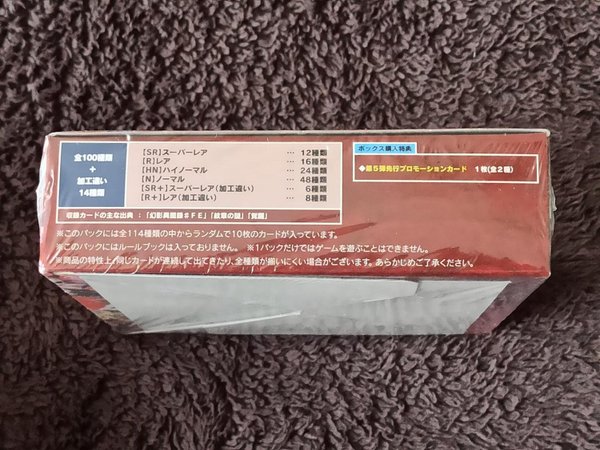 全100種類
+
加工違い
14種類
[SR]スーパーレア … 12種類
[R]レア … 16種類
[HN]ハイノーマル … 24種類
[N]ノーマル … 48種類
[SR+]スーパーレア(加工違い) … 6種類
[R+]レア(加工違い) … 8種類
収録カードの主な出典:「幻影異聞録♯FE」「紋章の謎」「覚醒」
ボックス購入特典
◆第5弾先行プロモーションカード 1枚(全2種)
※このパックには全114種類の中からランダムで10枚のカードが入っています。
※このパックにはルールブックは入っておりません。 ※1パックだけではゲームを遊ぶことはできません。
※商品の特性上、同じカードが連続して出てきたり、全種類が揃いにくい場合がございます。あらかじめご了承ください。